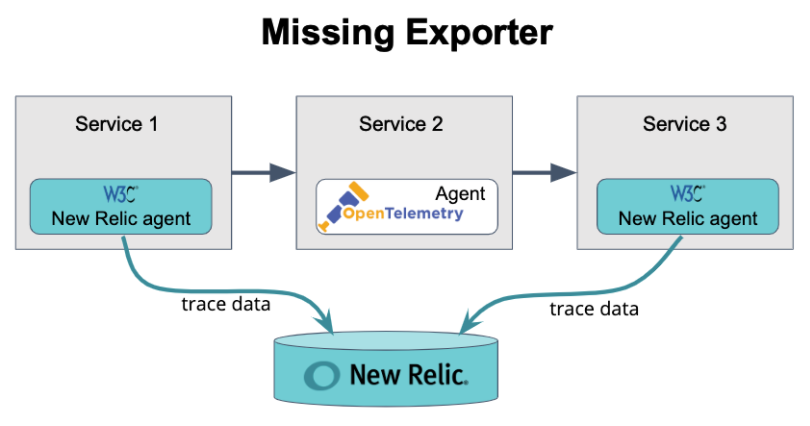 Missing Exporter
Service 1
Service 2
Service 3
W3C®
New Relic agent
Agent
OpenTelemetry
W3C®
New Relic agent
trace data
trace data
New Relic®